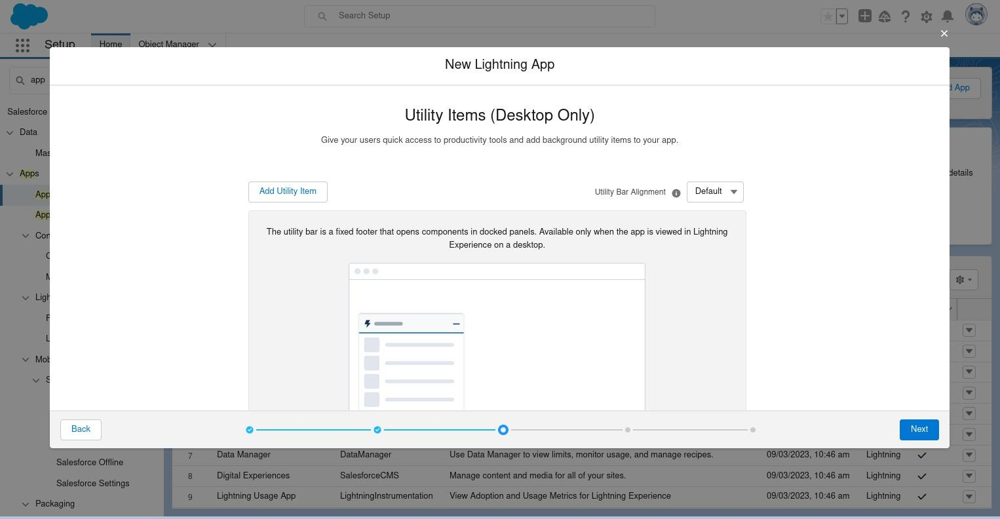 Search Setup
Setup
Home
Object Manager
New Lightning App
app
d App
Utility Items (Desktop Only)
Salesforce
Data
Give your users quick access to productivity tools and add background utility items to your app.
Mas
Apps
details
App
Add Utility Item
Utility Bar Alignment
Default
App
The utility bar is a fixed footer that opens components in docked panels. Available only when the app is viewed in Lightning
Experience on a desktop.
Con
C
M
Ligh
F
L
Mob
S
Back
Next
7 Data Manager DataManager Use Data Manager to view limits, monitor usage, and manage recipes. 09/03/2023, 10:46 am Lightning
Salesforce Offline
8 Digital Experiences SalesforceCMS Manage content and media for all of your sites. 09/03/2023, 10:46 am Lightning
Salesforce Settings
9 Lightning Usage App LightningInstrumentation View Adoption and Usage Metrics for Lightning Experience 09/03/2023, 10:46 am Lightning
Packaging